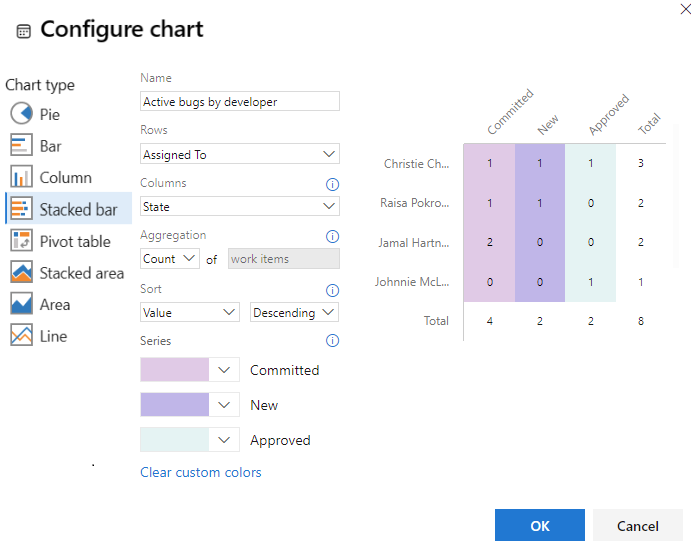 Configure chart
Chart type
Pie
Bar
Column
Stacked bar
Pivot table
Stacked area
Area
Line
Name
Active bugs by developer
Rows
Assigned To
Columns
State
Aggregation
Count of work items
Sort
Value Descending
Series
Committed
New
Approved
Clear custom colors
Committed New Approved Total
Christie Ch... 1 1 1 3
Raisa Pokro... 1 1 0 2
Jamal Hartn... 2 0 0 2
Johnnie McL... 0 0 1 1
Total 4 2 2 8
OK Cancel